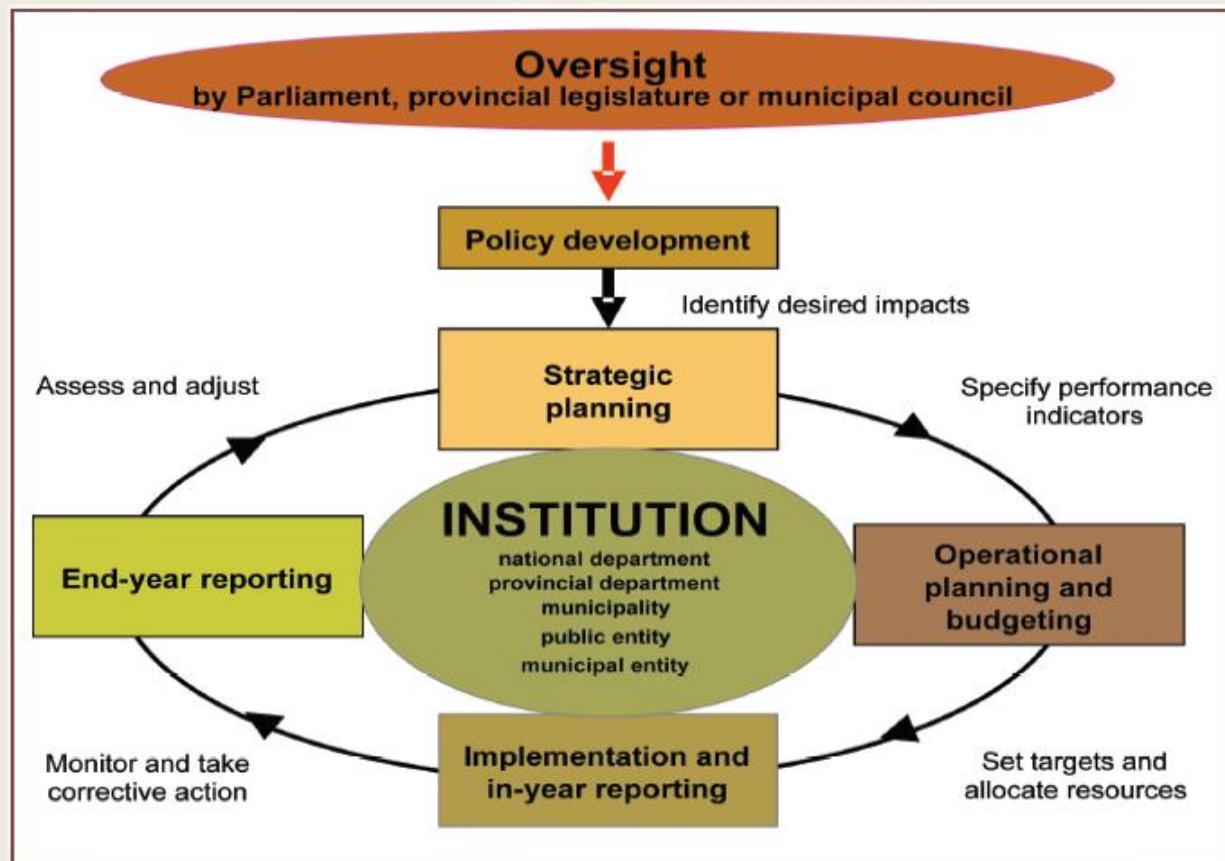 Oversight
by Parliament, provincial legislature or municipal council
Policy development
Identify desired impacts
Strategic
planning
Assess and adjust
Specify performance
indicators
INSTITUTION
national department
provincial department
municipality
public entity
municipal entity
End-year reporting
Operational
planning and
budgeting
Implementation and
in-year reporting
Monitor and take
corrective action
Set targets and
allocate resources